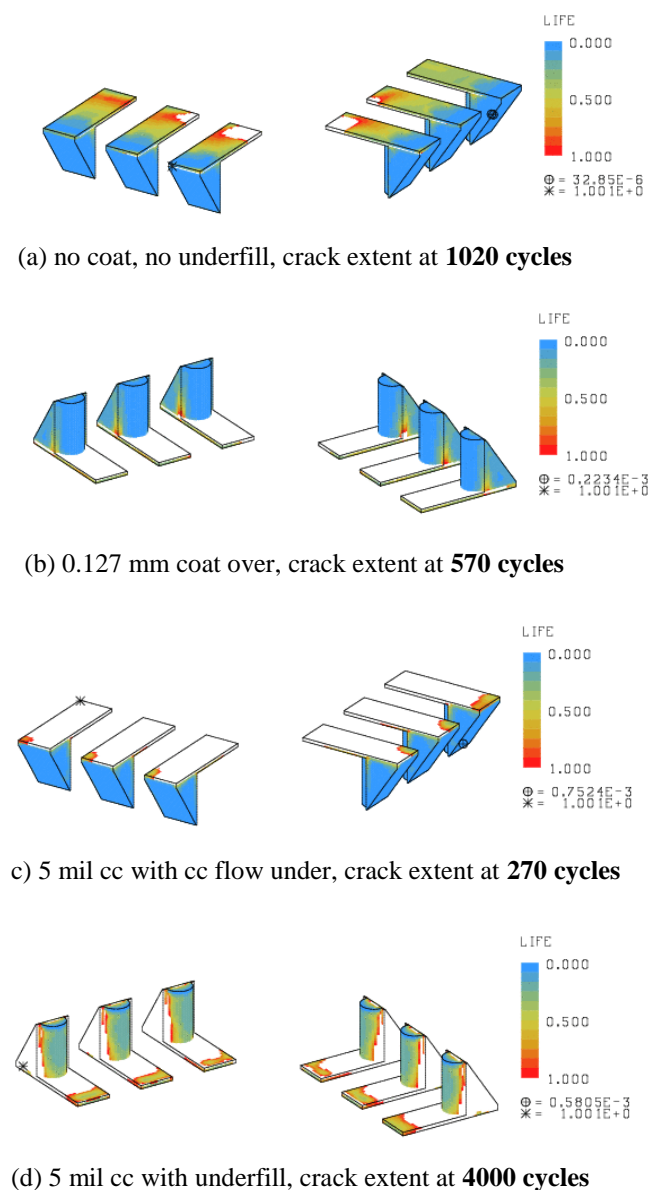 LIFE
0.000
0.500
1.000
⊕ = 32.85E-6
✳ = 1.001E+0
(a) no coat, no underfill, crack extent at 1020 cycles
LIFE
0.000
0.500
1.000
⊕ = 0.2234E-3
✳ = 1.001E+0
(b) 0.127 mm coat over, crack extent at 570 cycles
LIFE
0.000
0.500
1.000
⊕ = 0.7524E-3
✳ = 1.001E+0
c) 5 mil cc with cc flow under, crack extent at 270 cycles
LIFE
0.000
0.500
1.000
⊕ = 0.5805E-3
✳ = 1.001E+0
(d) 5 mil cc with underfill, crack extent at 4000 cycles